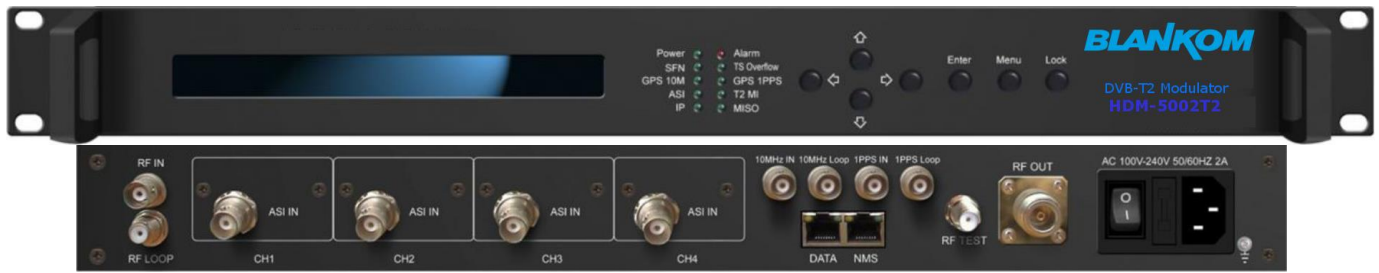 BLANKOM
DVB-T2 Modulator
HDM-5002T2
Power Alarm
SFN TS Overflow
GPS 10M GPS 1PPS
ASI T2 MI
IP MISO
Enter Menu Lock
RF IN
RF LOOP
ASI IN
CH1
ASI IN
CH2
ASI IN
CH3
ASI IN
CH4
10MHz IN 10MHz Loop 1PPS IN 1PPS Loop
DATA NMS
RF TEST
RF OUT
AC 100V-240V 50/60HZ 2A
O
I